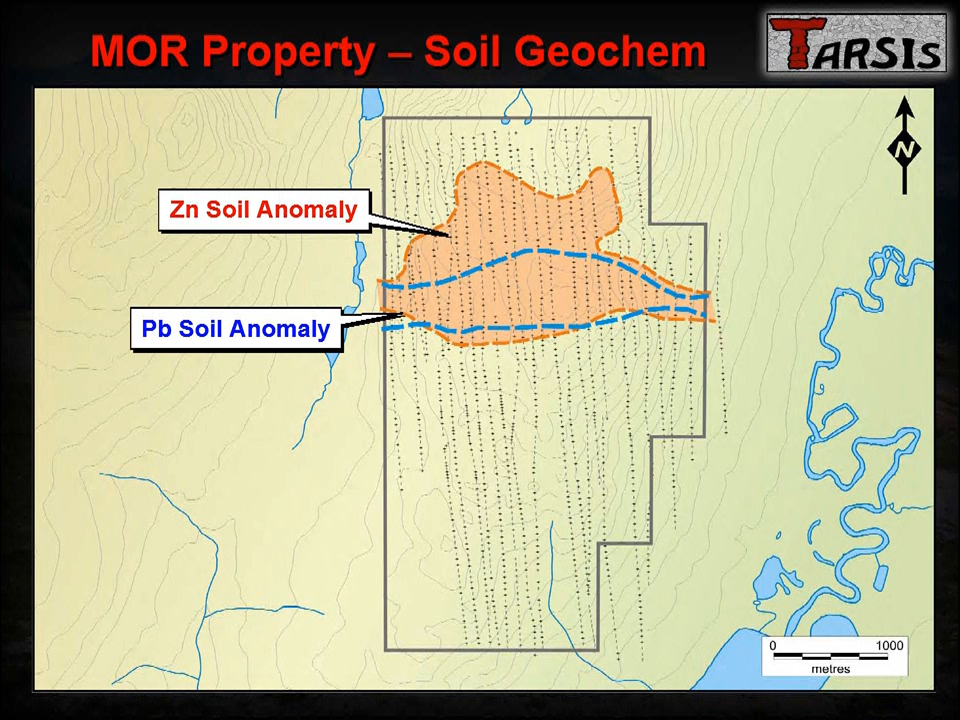 MOR Property – Soil Geochem
TARSIS
N
Zn Soil Anomaly
Pb Soil Anomaly
0 1000
metres